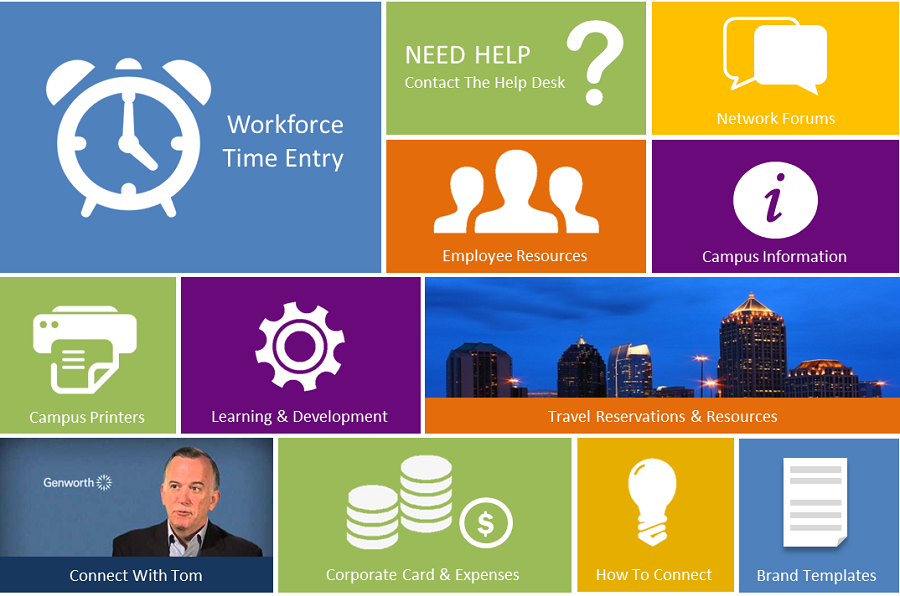 Workforce
Time Entry
NEED HELP
Contact The Help Desk
?
Network Forums
Employee Resources
i
Campus Information
Campus Printers
Learning & Development
Travel Reservations & Resources
Genworth
Connect With Tom
$
Corporate Card & Expenses
How To Connect
Brand Templates